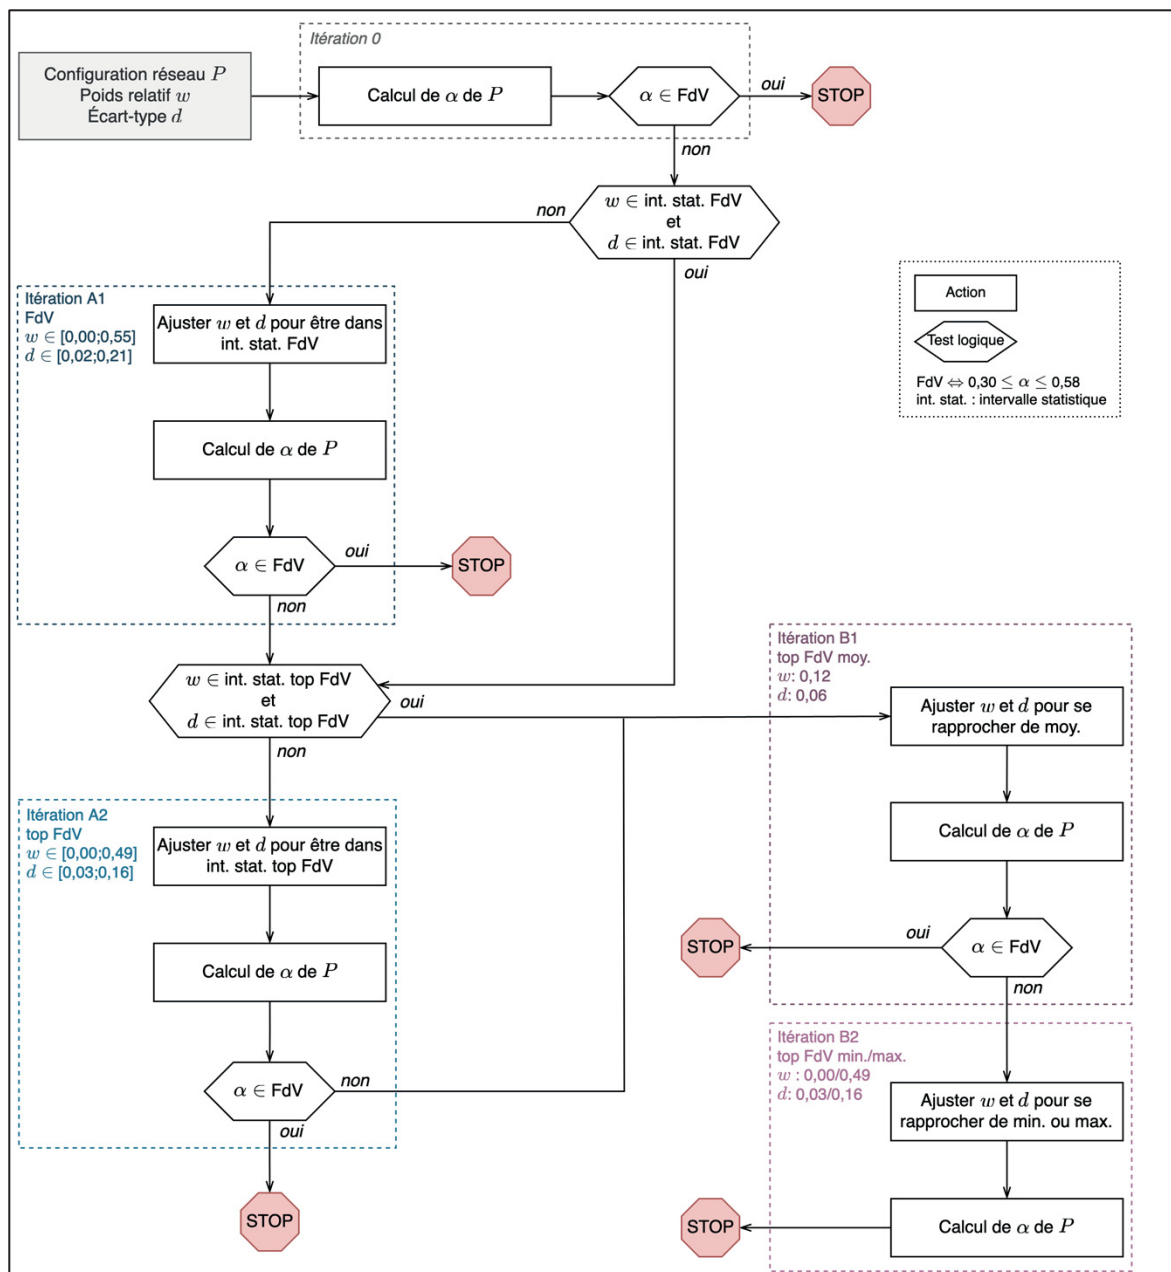 Itération 0
Configuration réseau P
Poids relatif w
Écart-type d
Calcul de α de P
α ∈ FdV
oui
STOP
non
w ∈ int. stat. FdV
et
d ∈ int. stat. FdV
non
oui
Action
Test logique
FdV ⇔ 0,30 ≤ α ≤ 0,58
int. stat. : intervalle statistique
Itération A1
FdV
w ∈ [0,00;0,55]
d ∈ [0,02;0,21]
Ajuster w et d pour être dans
int. stat. FdV
Calcul de α de P
α ∈ FdV
oui
STOP
non
w ∈ int. stat. top FdV
et
d ∈ int. stat. top FdV
oui
non
Itération A2
top FdV
w ∈ [0,00;0,49]
d ∈ [0,03;0,16]
Ajuster w et d pour être dans
int. stat. top FdV
Calcul de α de P
α ∈ FdV
non
oui
STOP
Itération B1
top FdV moy.
w: 0,12
d: 0,06
Ajuster w et d pour se
rapprocher de moy.
Calcul de α de P
α ∈ FdV
oui
STOP
non
Itération B2
top FdV min./max.
w : 0,00/0,49
d: 0,03/0,16
Ajuster w et d pour se
rapprocher de min. ou max.
Calcul de α de P
STOP